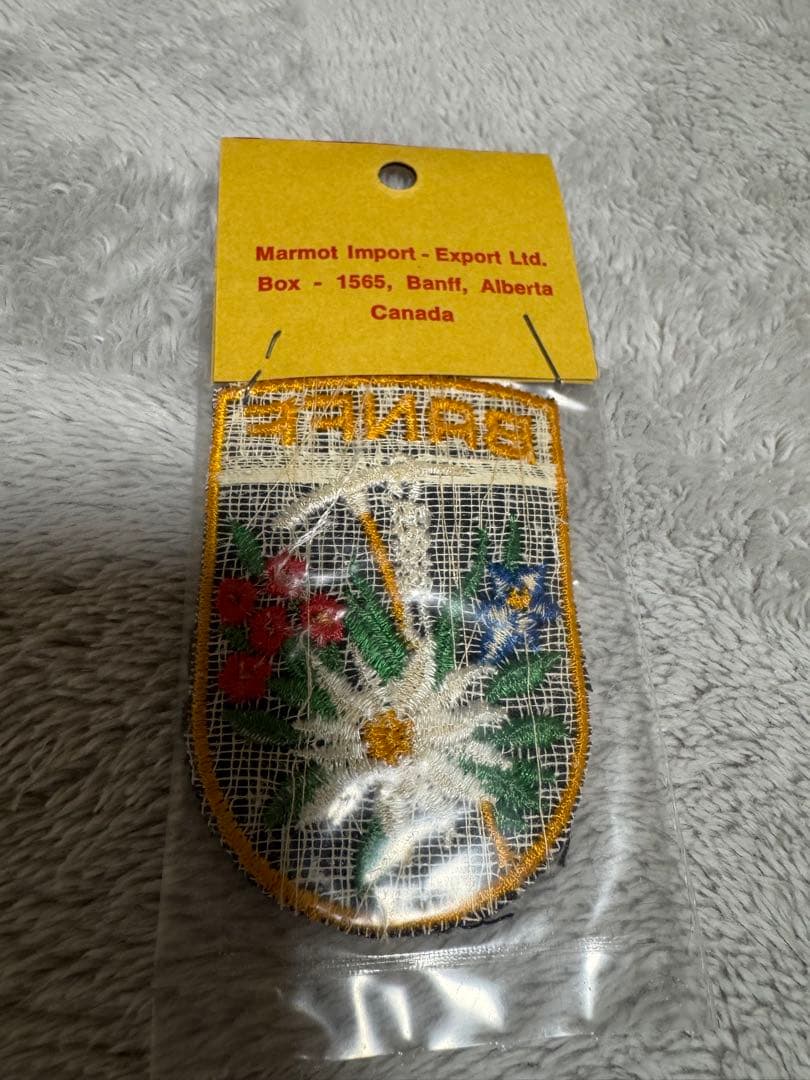 Marmot Import - Export Ltd.
Box - 1565, Banff, Alberta
Canada
BANFF